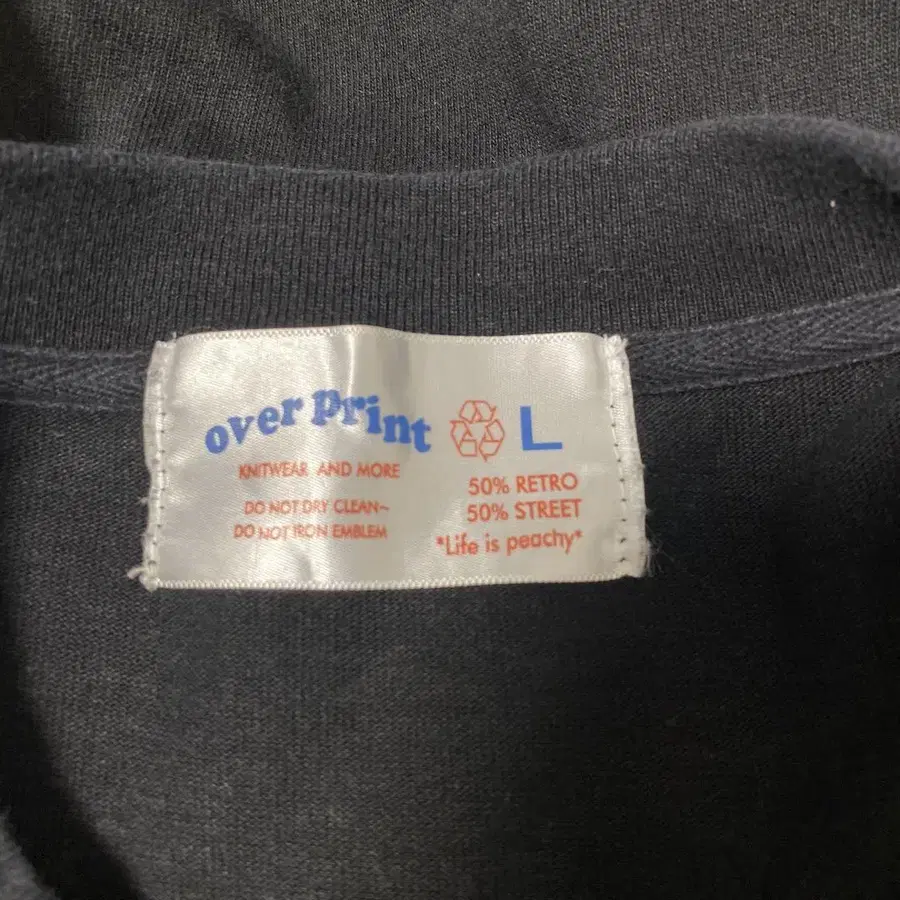 over print L
KNITWEAR AND MORE
DO NOT DRY CLEAN~
DO NOT IRON EMBLEM
50% RETRO
50% STREET
*Life is peachy*